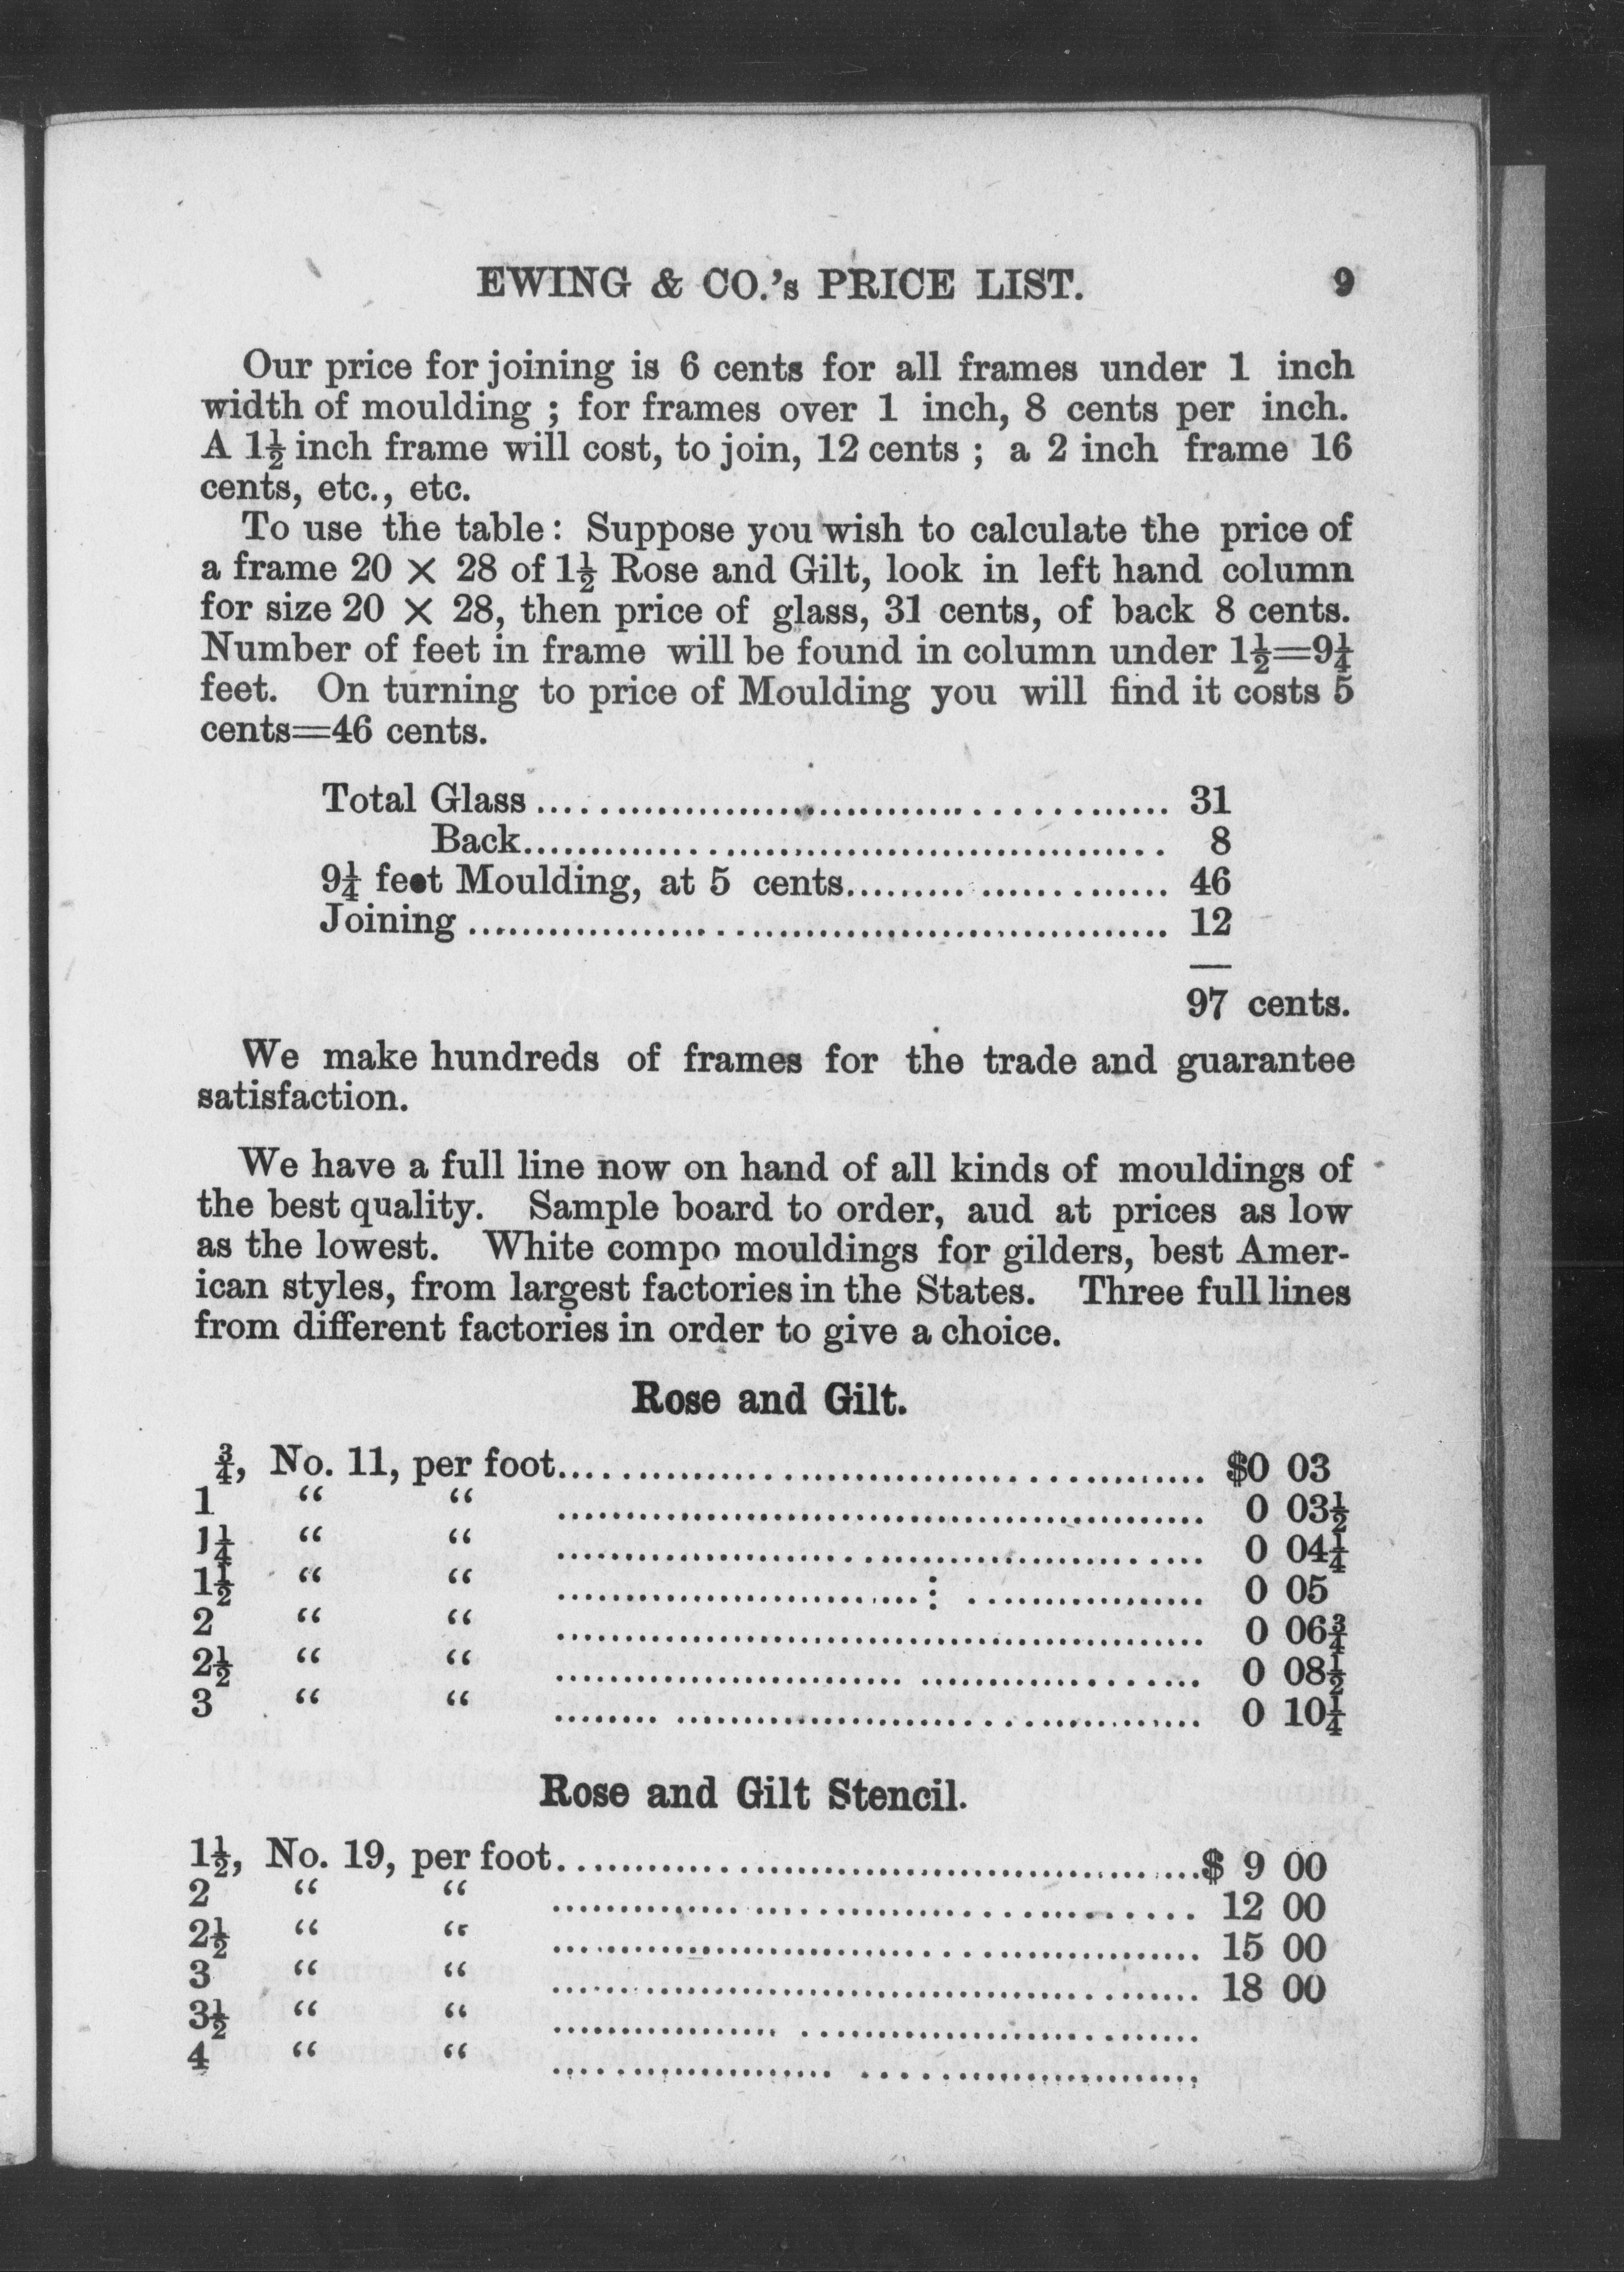 EWING & CO.'s PRICE LIST. 9
Our price for joining is 6 cents for all frames under 1 inch
width of moulding ; for frames over 1 inch, 8 cents per inch.
A 1½ inch frame will cost, to join, 12 cents ; a 2 inch frame 16
cents, etc., etc.
To use the table: Suppose you wish to calculate the price of
a frame 20 × 28 of 1½ Rose and Gilt, look in left hand column
for size 20 × 28, then price of glass, 31 cents, of back 8 cents.
Number of feet in frame will be found in column under 1½=9¼
feet. On turning to price of Moulding you will find it costs 5
cents=46 cents.
Total Glass.......... 31
Back.......... 8
9¼ feet Moulding, at 5 cents.......... 46
Joining.......... 12
97 cents.
We make hundreds of frames for the trade and guarantee
satisfaction.
We have a full line now on hand of all kinds of mouldings of
the best quality. Sample board to order, aud at prices as low
as the lowest. White compo mouldings for gilders, best Amer-
ican styles, from largest factories in the States. Three full lines
from different factories in order to give a choice.
Rose and Gilt.
¾, No. 11, per foot.......... $0 03
1 “ “ .......... 0 03½
1¼ “ “ .......... 0 04¼
1½ “ “ .......... 0 05
2 “ “ .......... 0 06¾
2½ “ “ .......... 0 08½
3 “ “ .......... 0 10¼
Rose and Gilt Stencil.
1½, No. 19, per foot..........$ 9 00
2 “ “ .......... 12 00
2½ “ “ .......... 15 00
3 “ “ .......... 18 00
3½ “ “ ..........
4 “ “ ..........